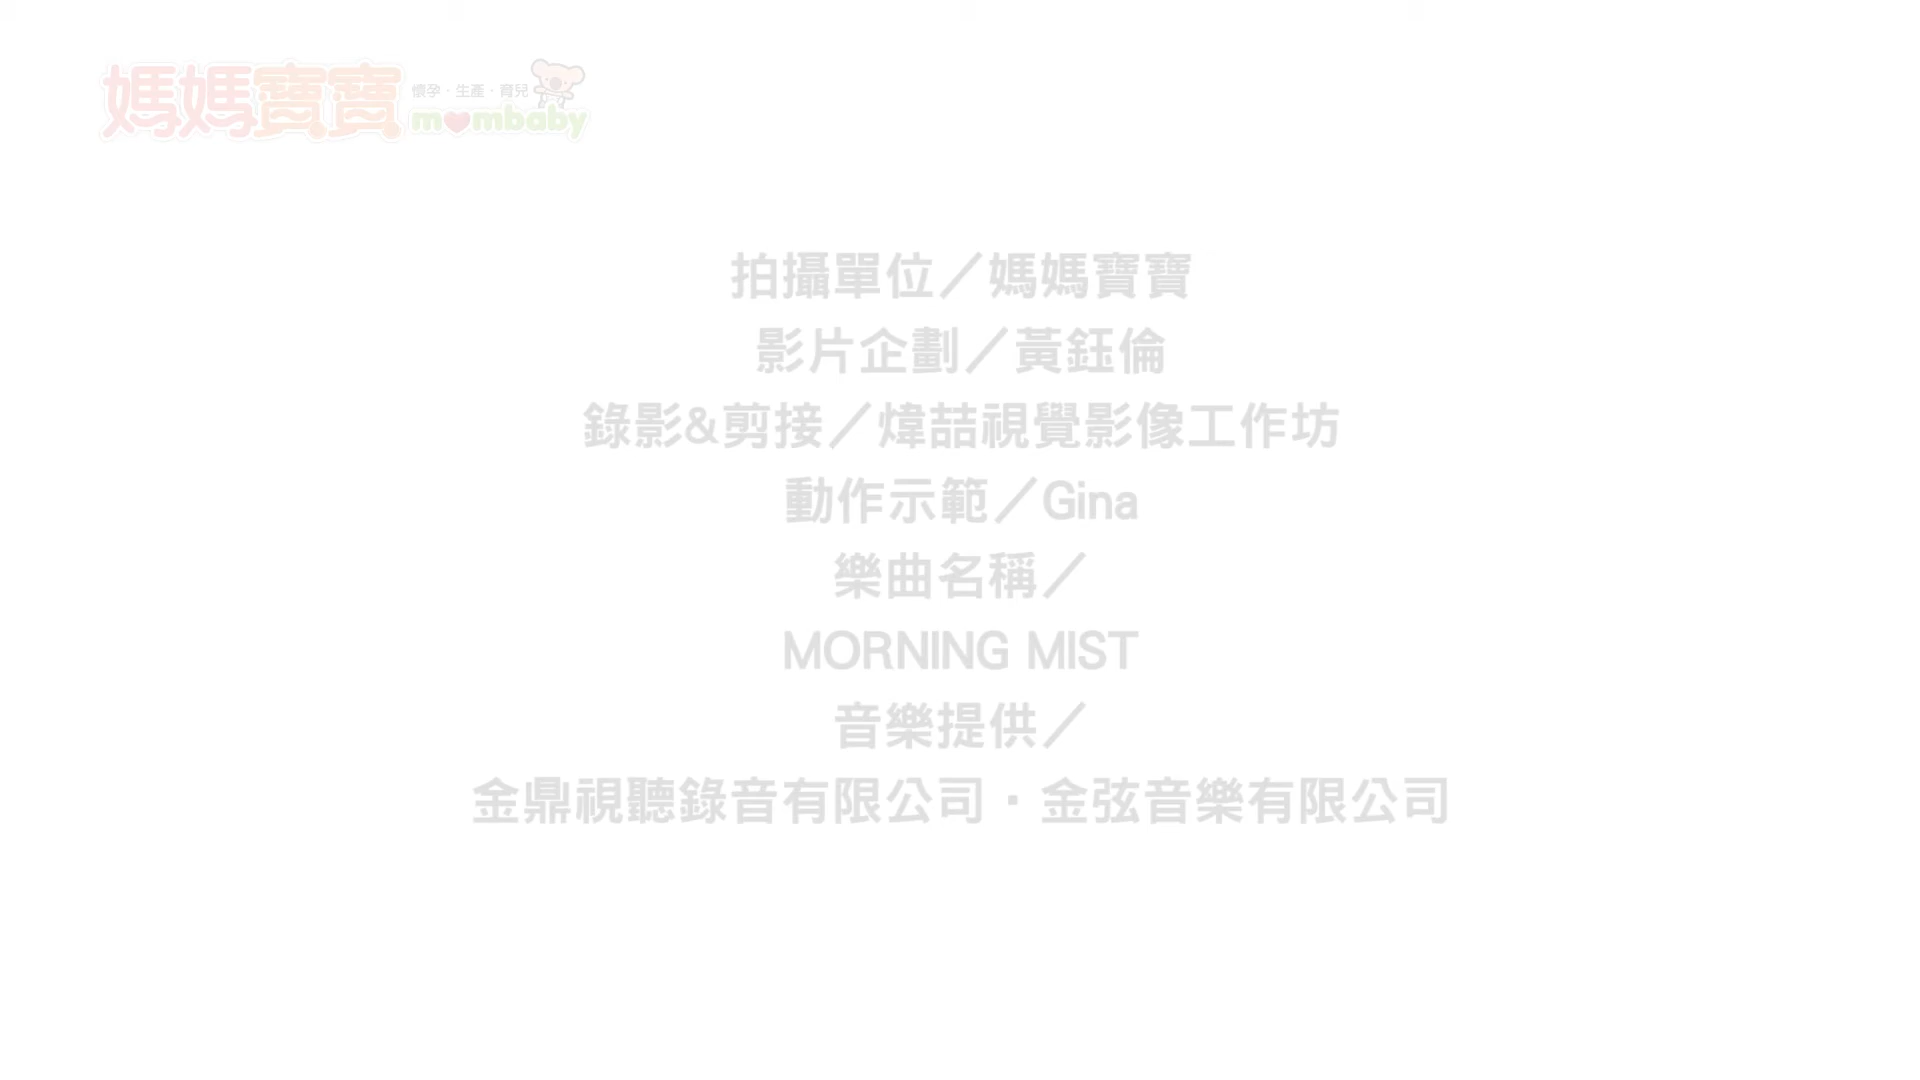 媽媽寶寶
懷孕‧生產‧育兒
mombaby
拍攝單位／媽媽寶寶
影片企劃／黃鈺倫
錄影&剪接／煒喆視覺影像工作坊
動作示範／Gina
樂曲名稱／
MORNING MIST
音樂提供／
金鼎視聽錄音有限公司‧金弦音樂有限公司